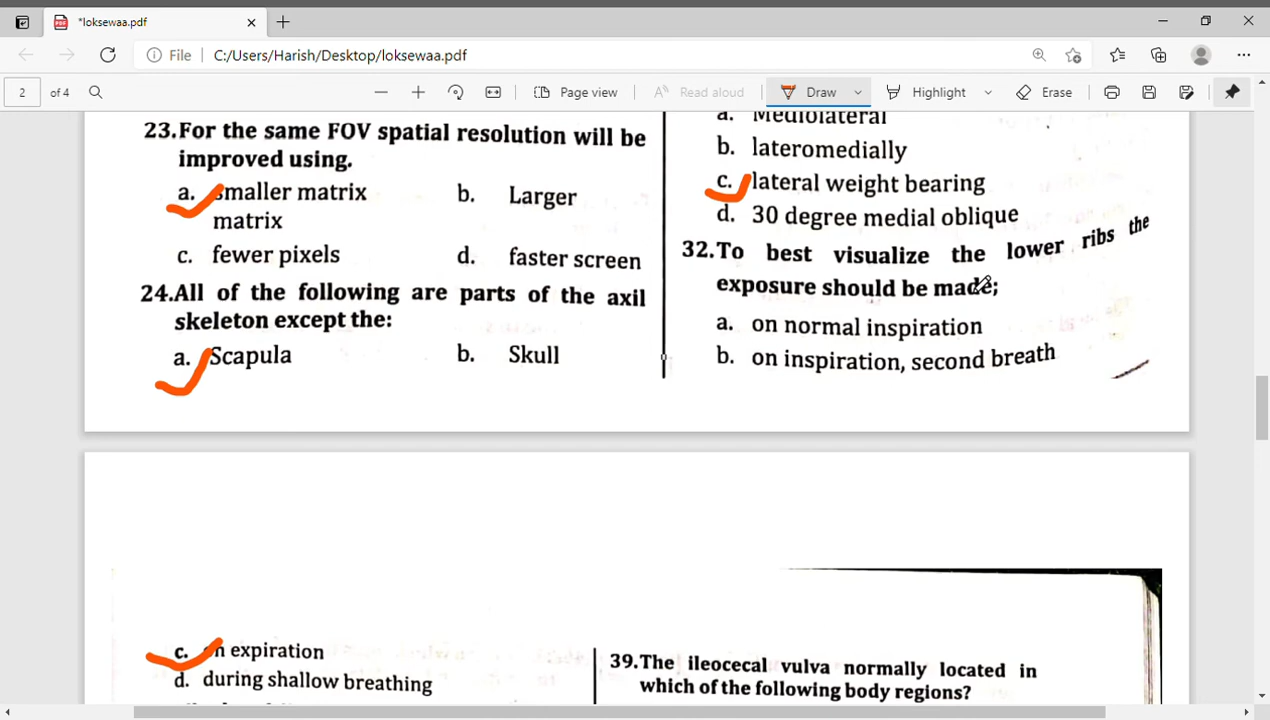 *loksewaa.pdf
File C:/Users/Harish/Desktop/loksewaa.pdf
2 of 4 Page view Read aloud Draw Highlight Erase
23.For the same FOV spatial resolution will be
improved using.
a. smaller matrix b. Larger
matrix
c. fewer pixels d. faster screen
24.All of the following are parts of the axil
skeleton except the:
a. Scapula b. Skull
a. Mediolateral
b. lateromedially
c. lateral weight bearing
d. 30 degree medial oblique
32.To best visualize the lower ribs the
exposure should be made;
a. on normal inspiration
b. on inspiration, second breath
c. on expiration
d. during shallow breathing
39.The ileocecal vulva normally located in
which of the following body regions?